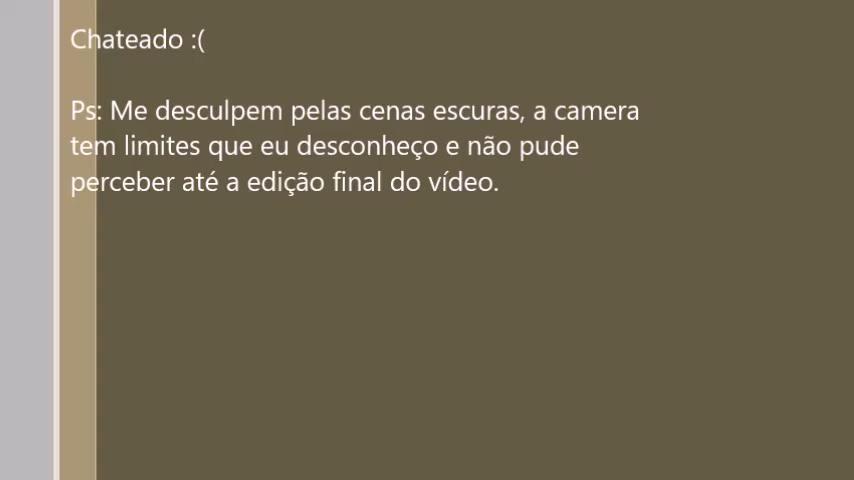 Chateado :(
Ps: Me desculpem pelas cenas escuras, a camera
tem limites que eu desconheço e não pude
perceber até a edição final do vídeo.